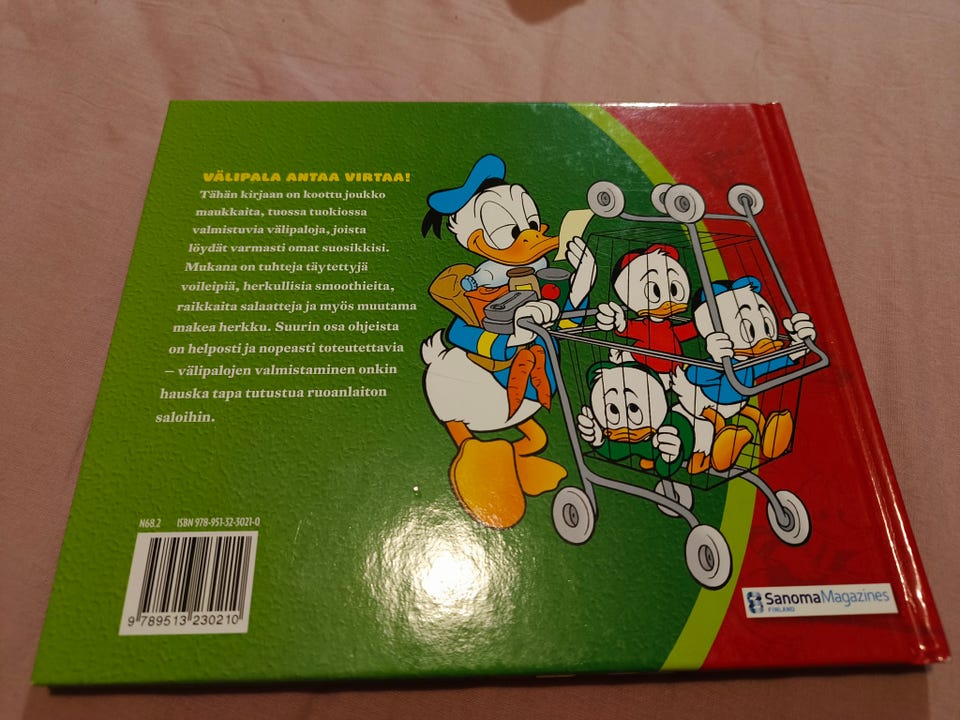 VÄLIPALA ANTAA VIRTAA!
Tähän kirjaan on koottu joukko
maukkaita, tuossa tuokiossa
valmistuvia välipaloja, joista
löydät varmasti omat suosikkisi.
Mukana on tuhteja täytettyjä
voileipiä, herkullisia smoothieita,
raikkaita salaatteja ja myös muutama
makea herkku. Suurin osa ohjeista
on helposti ja nopeasti toteutettavia
– välipalojen valmistaminen onkin
hauska tapa tutustua ruoanlaiton
saloihin.
N68.2 ISBN 978-951-32-3021-0
9 789513 230210
SanomaMagazines
FINLAND